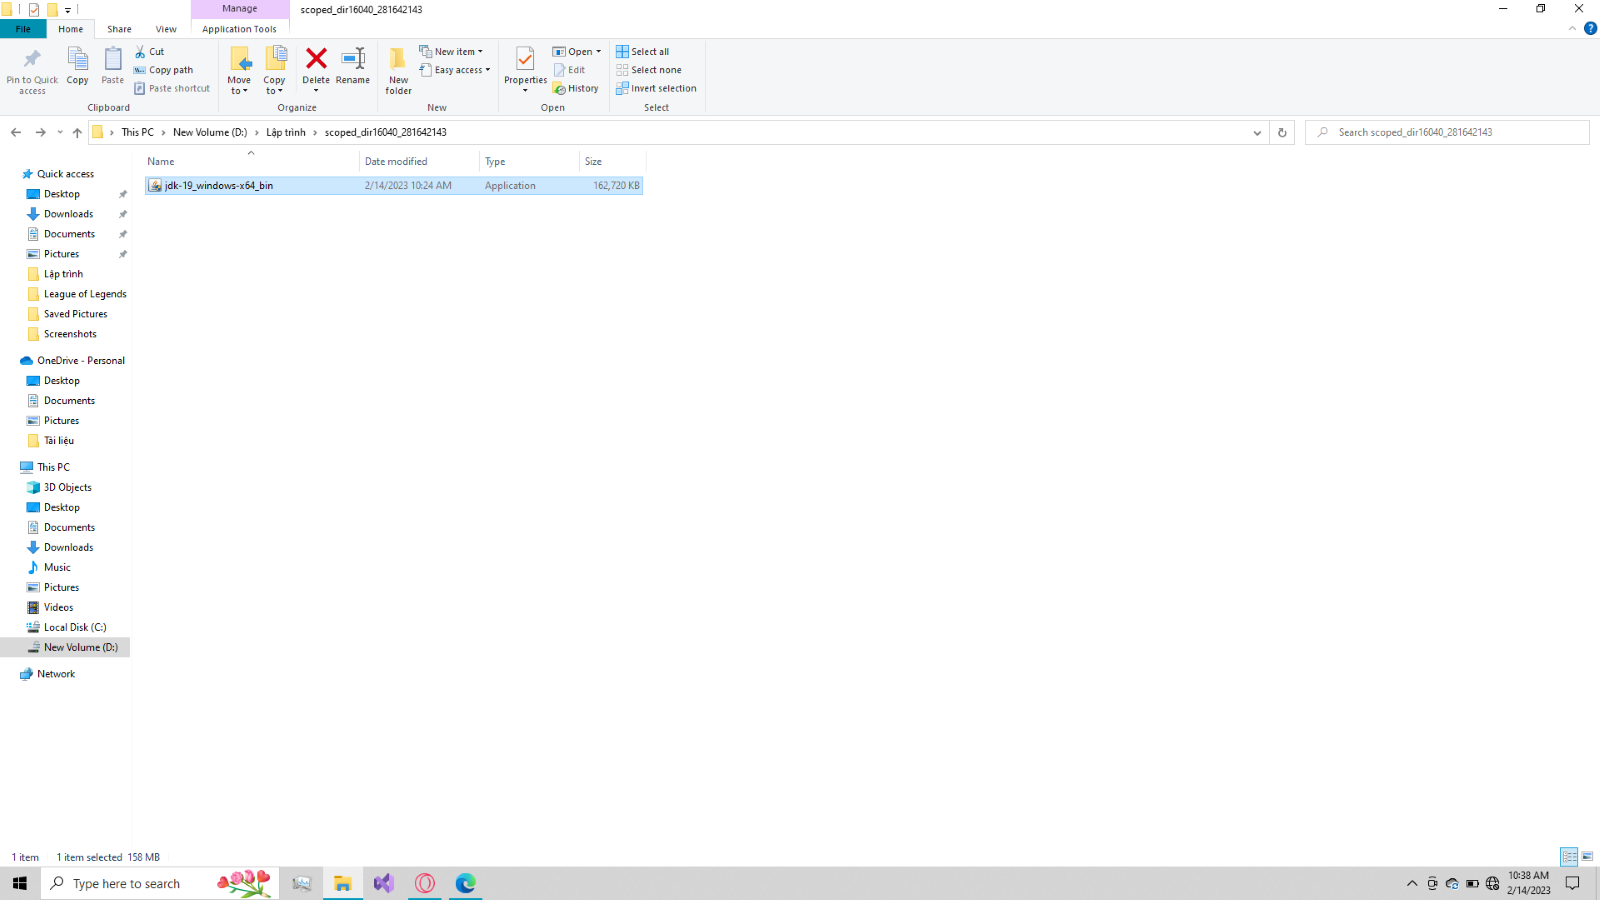 Manage
scoped_dir16040_281642143
File
Home
Share
View
Application Tools
Pin to Quick access
Copy
Paste
Cut
Copy path
Paste shortcut
Clipboard
Move to
Copy to
Delete
Rename
Organize
New folder
New item
Easy access
New
Properties
Open
Edit
History
Open
Select all
Select none
Invert selection
Select
This PC > New Volume (D:) > Lập trình > scoped_dir16040_281642143
Search scoped_dir16040_281642143
Name
Date modified
Type
Size
jdk-19_windows-x64_bin
2/14/2023 10:24 AM
Application
162,720 KB
Quick access
Desktop
Downloads
Documents
Pictures
Lập trình
League of Legends
Saved Pictures
Screenshots
OneDrive - Personal
Desktop
Documents
Pictures
Tài liệu
This PC
3D Objects
Desktop
Documents
Downloads
Music
Pictures
Videos
Local Disk (C:)
New Volume (D:)
Network
1 item
1 item selected 158 MB
Type here to search
10:38 AM
2/14/2023